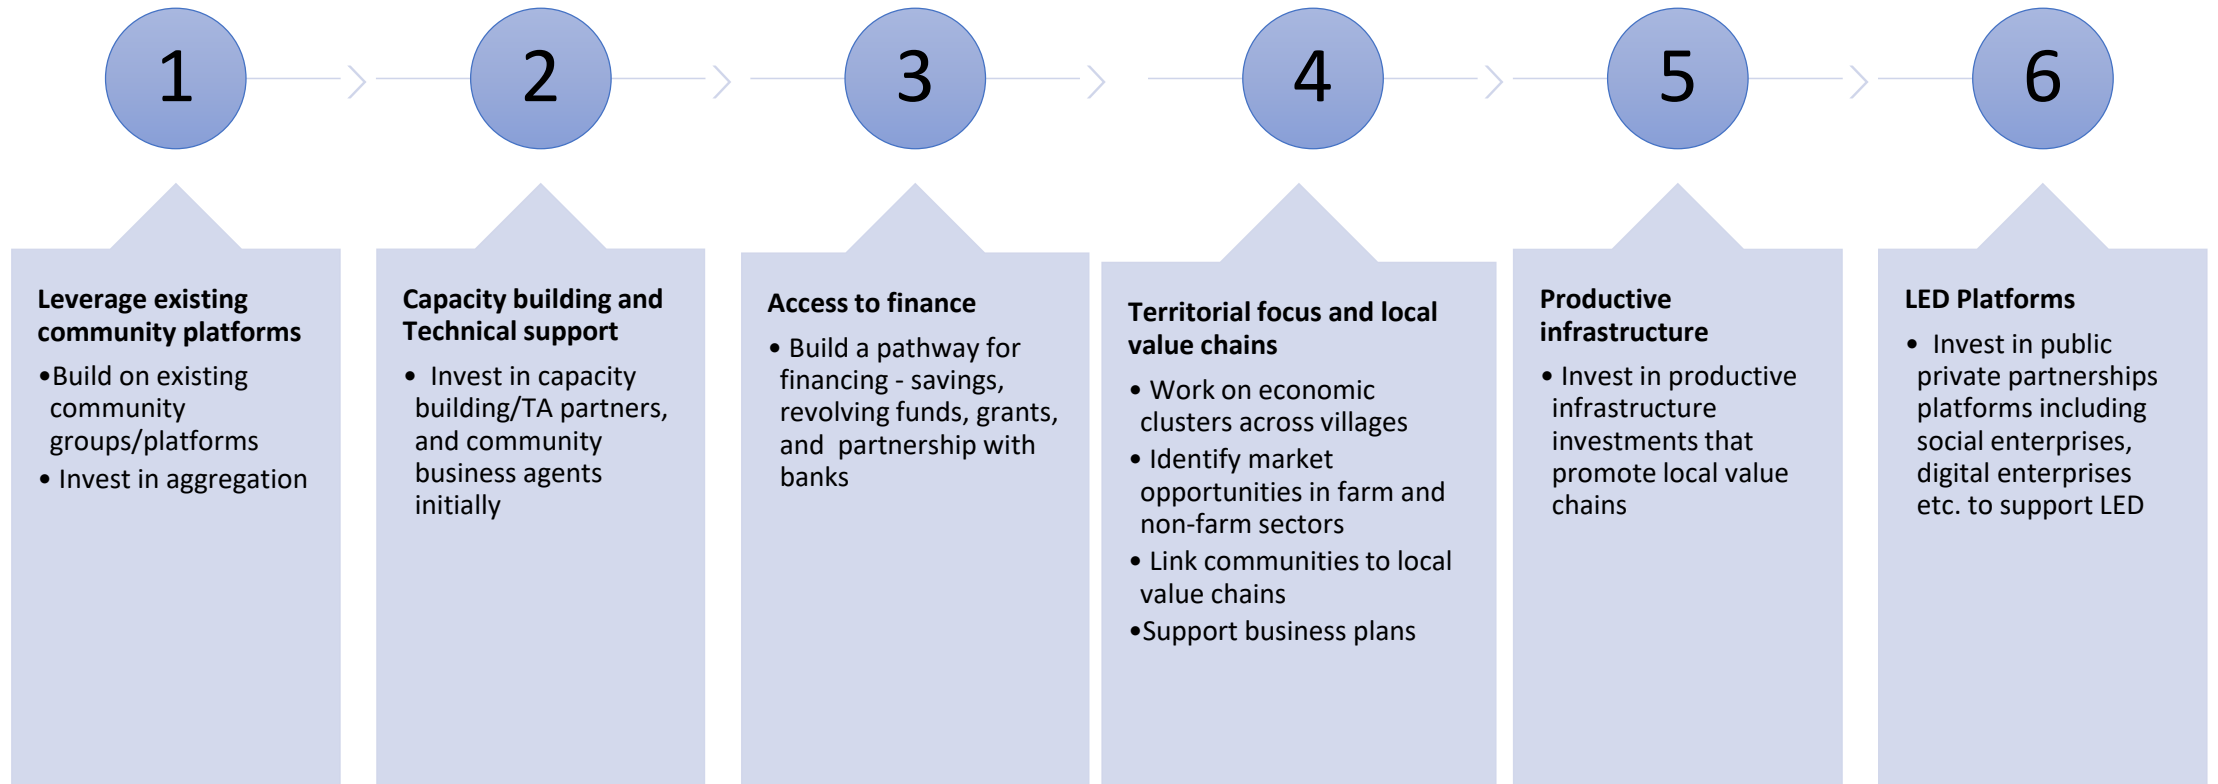 1
2
3
4
5
6
Leverage existing
community platforms
•Build on existing
community
groups/platforms
• Invest in aggregation
Capacity building and
Technical support
• Invest in capacity
building/TA partners,
and community
business agents
initially
Access to finance
• Build a pathway for
financing - savings,
revolving funds, grants,
and partnership with
banks
Territorial focus and local
value chains
• Work on economic
clusters across villages
• Identify market
opportunities in farm and
non-farm sectors
• Link communities to local
value chains
•Support business plans
Productive
infrastructure
• Invest in productive
infrastructure
investments that
promote local value
chains
LED Platforms
• Invest in public
private partnerships
platforms including
social enterprises,
digital enterprises
etc. to support LED